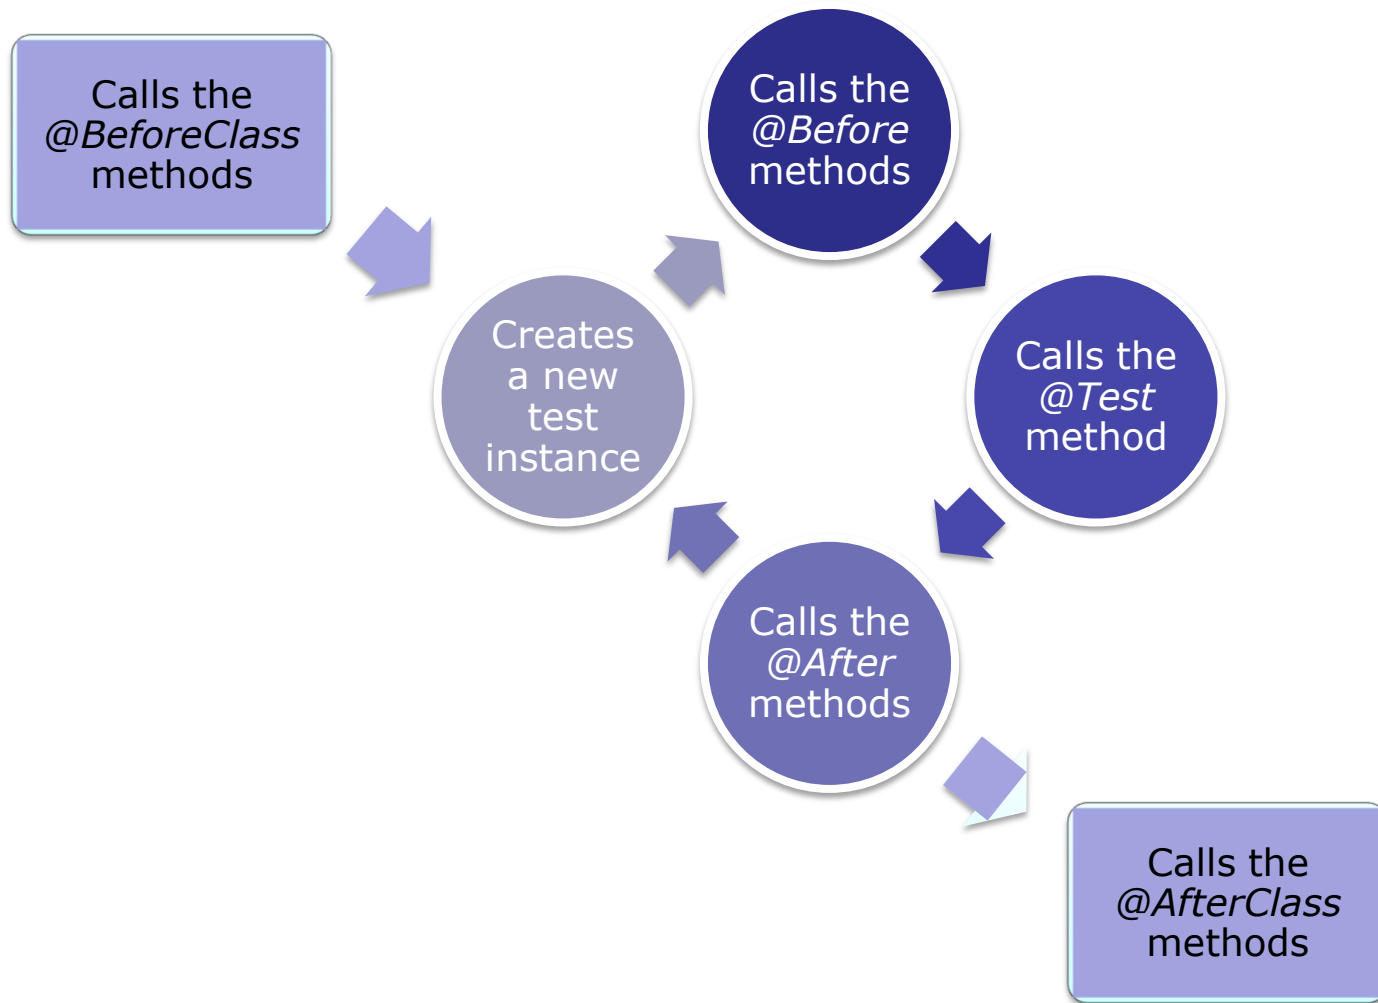 Calls the
@BeforeClass
methods
Calls the
@Before
methods
Creates
a new
test
instance
Calls the
@Test
method
Calls the
@After
methods
Calls the
@AfterClass
methods